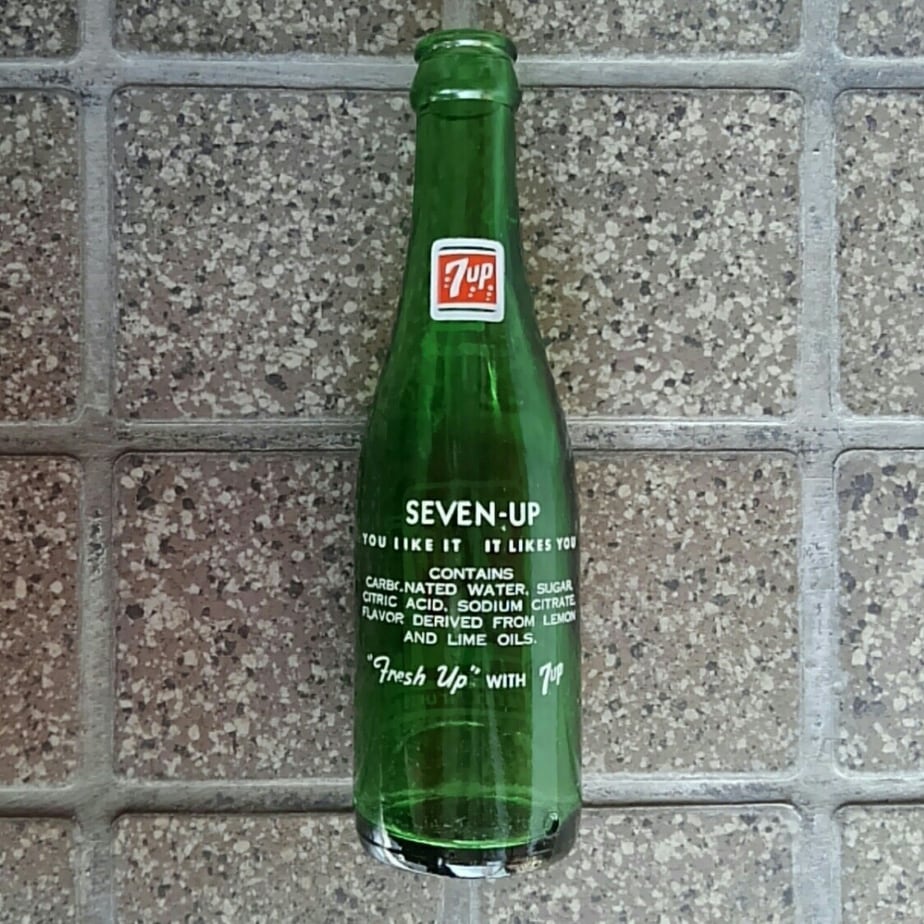 7up
SEVEN-UP
YOU LIKE IT IT LIKES YOU
CONTAINS
CARBONATED WATER, SUGAR,
CITRIC ACID, SODIUM CITRATE,
FLAVOR DERIVED FROM LEMON
AND LIME OILS.
"Fresh Up" WITH 7up